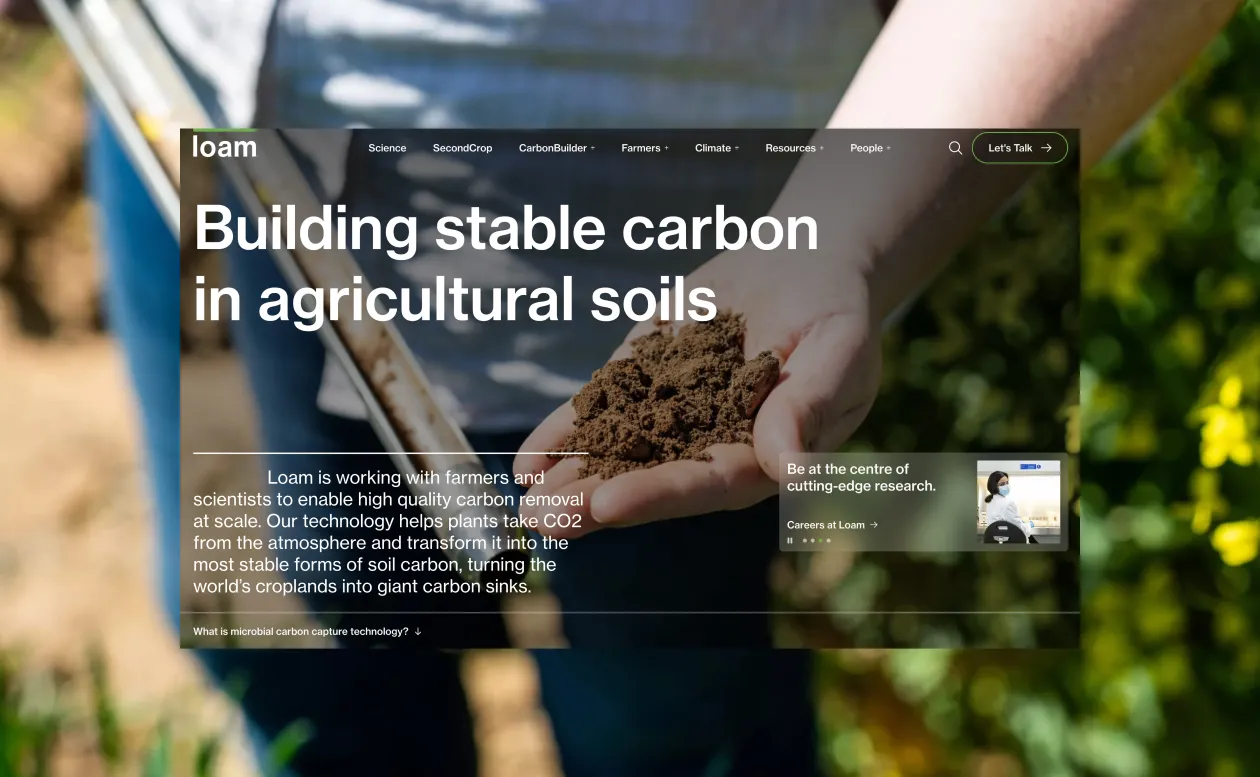 loam
Science
SecondCrop
CarbonBuilder +
Farmers +
Climate +
Resources +
People +
Let's Talk →
Building stable carbon
in agricultural soils
Loam is working with farmers and
scientists to enable high quality carbon removal
at scale. Our technology helps plants take CO2
from the atmosphere and transform it into the
most stable forms of soil carbon, turning the
world's croplands into giant carbon sinks.
Be at the centre of
cutting-edge research.
Careers at Loam →
What is microbial carbon capture technology? ↓